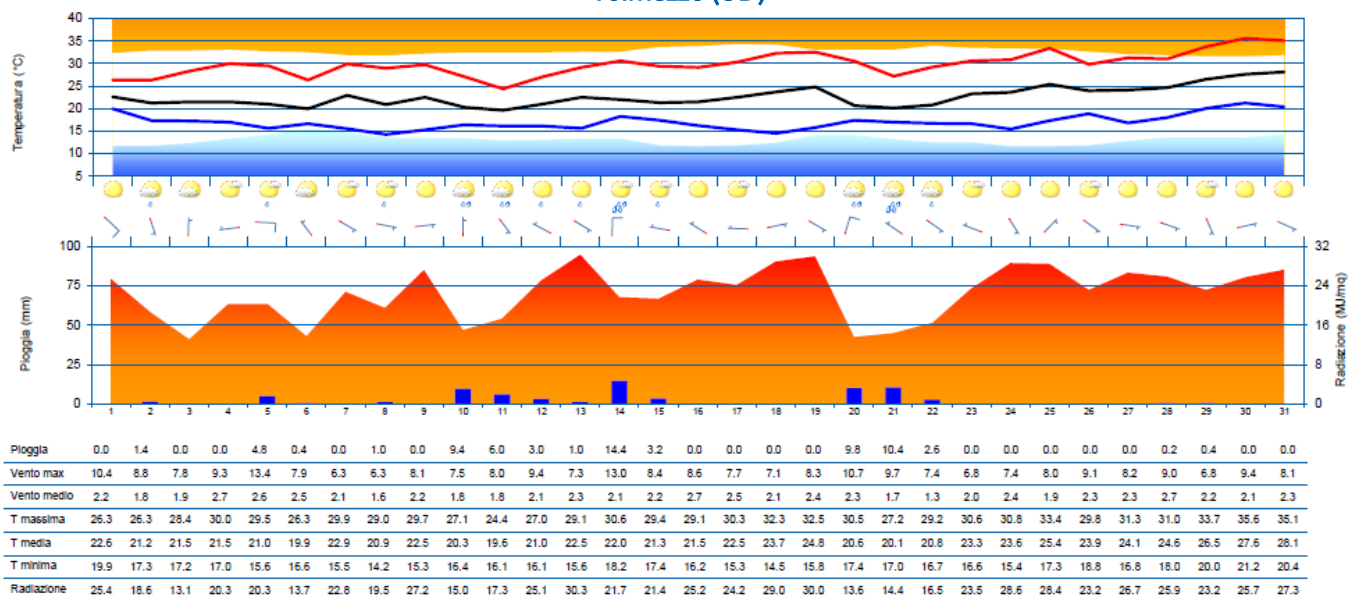 40
35
30
25
20
15
10
5
Temperatura (°C)
100
75
50
25
0
Pioggia (mm)
32
24
16
8
0
Radiazione (MJ/mq)
1 2 3 4 5 6 7 8 9 10 11 12 13 14 15 16 17 18 19 20 21 22 23 24 25 26 27 28 29 30 31
Pioggia 0.0 1.4 0.0 0.0 4.8 0.4 0.0 1.0 0.0 9.4 6.0 3.0 1.0 14.4 3.2 0.0 0.0 0.0 0.0 9.8 10.4 2.6 0.0 0.0 0.0 0.0 0.0 0.2 0.4 0.0 0.0
Vento max 10.4 8.8 7.8 9.3 13.4 7.9 6.3 6.3 8.1 7.5 8.0 9.4 7.3 13.0 8.4 8.6 7.7 7.1 8.3 10.7 9.7 7.4 6.8 7.4 8.0 9.1 8.2 9.0 6.8 9.4 8.1
Vento medio 2.2 1.8 1.9 2.7 2.6 2.5 2.1 1.6 2.2 1.8 1.8 2.1 2.3 2.1 2.2 2.7 2.5 2.1 2.4 2.3 1.7 1.3 2.0 2.4 1.9 2.3 2.3 2.7 2.2 2.1 2.3
T massima 26.3 26.3 28.4 30.0 29.5 26.3 29.9 29.0 29.7 27.1 24.4 27.0 29.1 30.6 29.4 29.1 30.3 32.3 32.5 30.5 27.2 29.2 30.6 30.8 33.4 29.8 31.3 31.0 33.7 35.6 35.1
T media 22.6 21.2 21.5 21.5 21.0 19.9 22.9 20.9 22.5 20.3 19.6 21.0 22.5 22.0 21.3 21.5 22.5 23.7 24.8 20.6 20.1 20.8 23.3 23.6 25.4 23.9 24.1 24.6 26.5 27.6 28.1
T minima 19.9 17.3 17.2 17.0 15.6 16.6 15.5 14.2 15.3 16.4 16.1 16.1 15.6 18.2 17.4 16.2 15.3 14.5 15.8 17.4 17.0 16.7 16.6 15.4 17.3 18.8 16.8 18.0 20.0 21.2 20.4
Radiazione 25.4 18.6 13.1 20.3 20.3 13.7 22.8 19.5 27.2 15.0 17.3 25.1 30.3 21.7 21.4 25.2 24.2 29.0 30.0 13.6 14.4 16.5 23.5 28.6 28.4 23.2 26.7 25.9 23.2 25.7 27.3